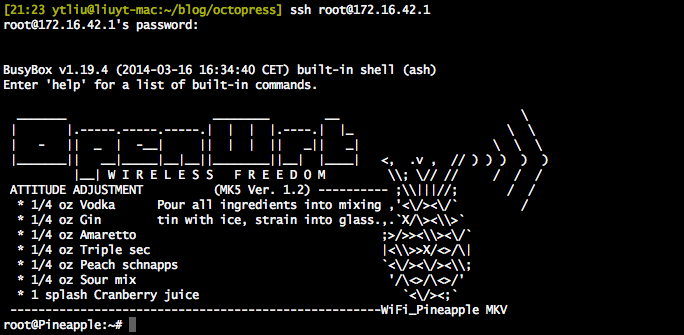 [21:23 ytliu@liuyt-mac:~/blog/octopress] ssh root@172.16.42.1
root@172.16.42.1's password:
BusyBox v1.19.4 (2014-03-16 16:34:40 CET) built-in shell (ash)
Enter 'help' for a list of built-in commands.
OpenWrt
W I R E L E S S   F R E E D O M
ATTITUDE ADJUSTMENT (MK5 Ver. 1.2) ----------
* 1/4 oz Vodka Pour all ingredients into mixing
* 1/4 oz Gin tin with ice, strain into glass.
* 1/4 oz Amaretto
* 1/4 oz Triple sec
* 1/4 oz Peach schnapps
* 1/4 oz Sour mix
* 1 splash Cranberry juice
-----------------------------------------------------WiFi_Pineapple MKV
root@Pineapple:~#